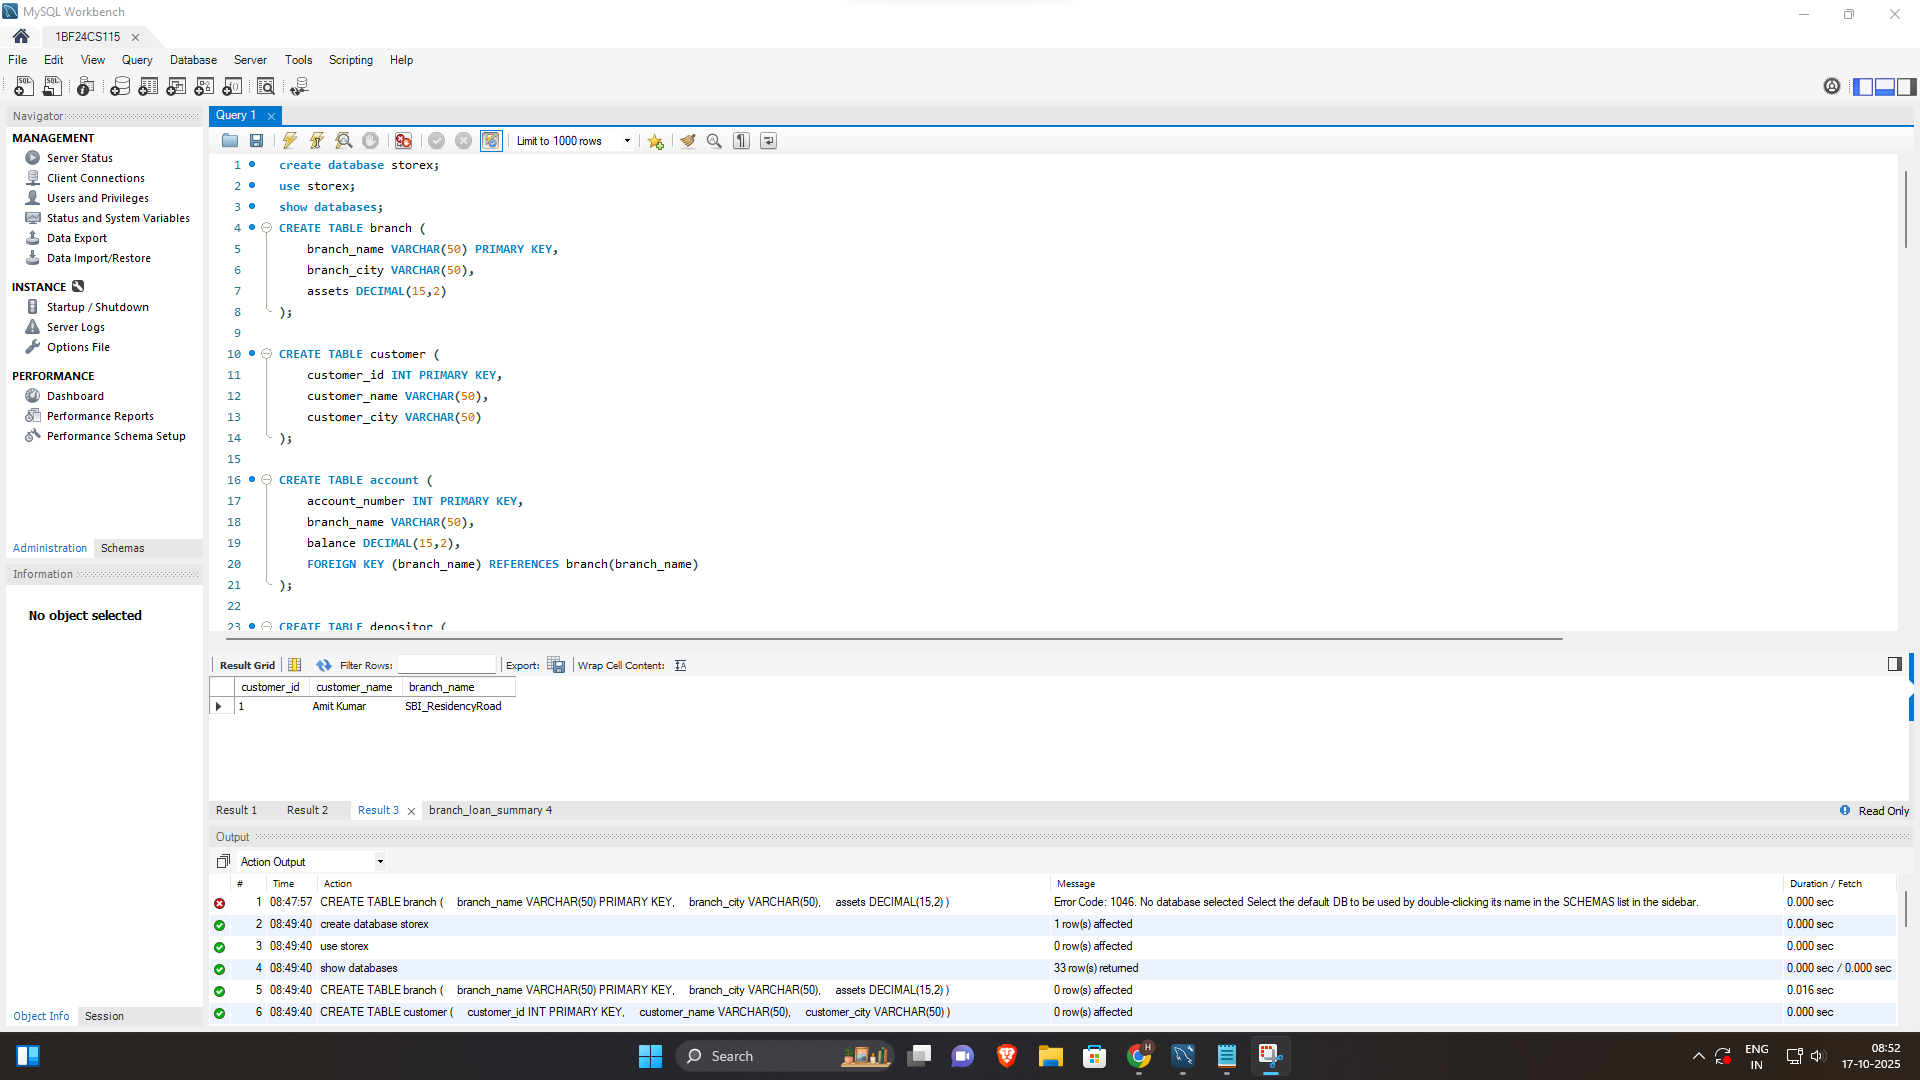 MySQL Workbench
1BF24CS115
File Edit View Query Database Server Tools Scripting Help
Navigator
MANAGEMENT
Server Status
Client Connections
Users and Privileges
Status and System Variables
Data Export
Data Import/Restore
INSTANCE
Startup / Shutdown
Server Logs
Options File
PERFORMANCE
Dashboard
Performance Reports
Performance Schema Setup
Administration Schemas
Information
No object selected
Object Info Session
Query 1
Limit to 1000 rows
1 create database storex;
2 use storex;
3 show databases;
4 CREATE TABLE branch (
5 branch_name VARCHAR(50) PRIMARY KEY,
6 branch_city VARCHAR(50),
7 assets DECIMAL(15,2)
8 );
9
10 CREATE TABLE customer (
11 customer_id INT PRIMARY KEY,
12 customer_name VARCHAR(50),
13 customer_city VARCHAR(50)
14 );
15
16 CREATE TABLE account (
17 account_number INT PRIMARY KEY,
18 branch_name VARCHAR(50),
19 balance DECIMAL(15,2),
20 FOREIGN KEY (branch_name) REFERENCES branch(branch_name)
21 );
22
23 CREATE TABLE depositor (
Result Grid Filter Rows: Export: Wrap Cell Content:
customer_id customer_name branch_name
1 Amit Kumar SBI_ResidencyRoad
Result 1 Result 2 Result 3 branch_loan_summary 4 Read Only
Output
Action Output
# Time Action Message Duration / Fetch
1 08:47:57 CREATE TABLE branch ( branch_name VARCHAR(50) PRIMARY KEY, branch_city VARCHAR(50), assets DECIMAL(15,2) ) Error Code: 1046. No database selected Select the default DB to be used by double-clicking its name in the SCHEMAS list in the sidebar. 0.000 sec
2 08:49:40 create database storex 1 row(s) affected 0.000 sec
3 08:49:40 use storex 0 row(s) affected 0.000 sec
4 08:49:40 show databases 33 row(s) returned 0.000 sec / 0.000 sec
5 08:49:40 CREATE TABLE branch ( branch_name VARCHAR(50) PRIMARY KEY, branch_city VARCHAR(50), assets DECIMAL(15,2) ) 0 row(s) affected 0.016 sec
6 08:49:40 CREATE TABLE customer ( customer_id INT PRIMARY KEY, customer_name VARCHAR(50), customer_city VARCHAR(50) ) 0 row(s) affected 0.000 sec
Search
H
ENG
IN
08:52
17-10-2025